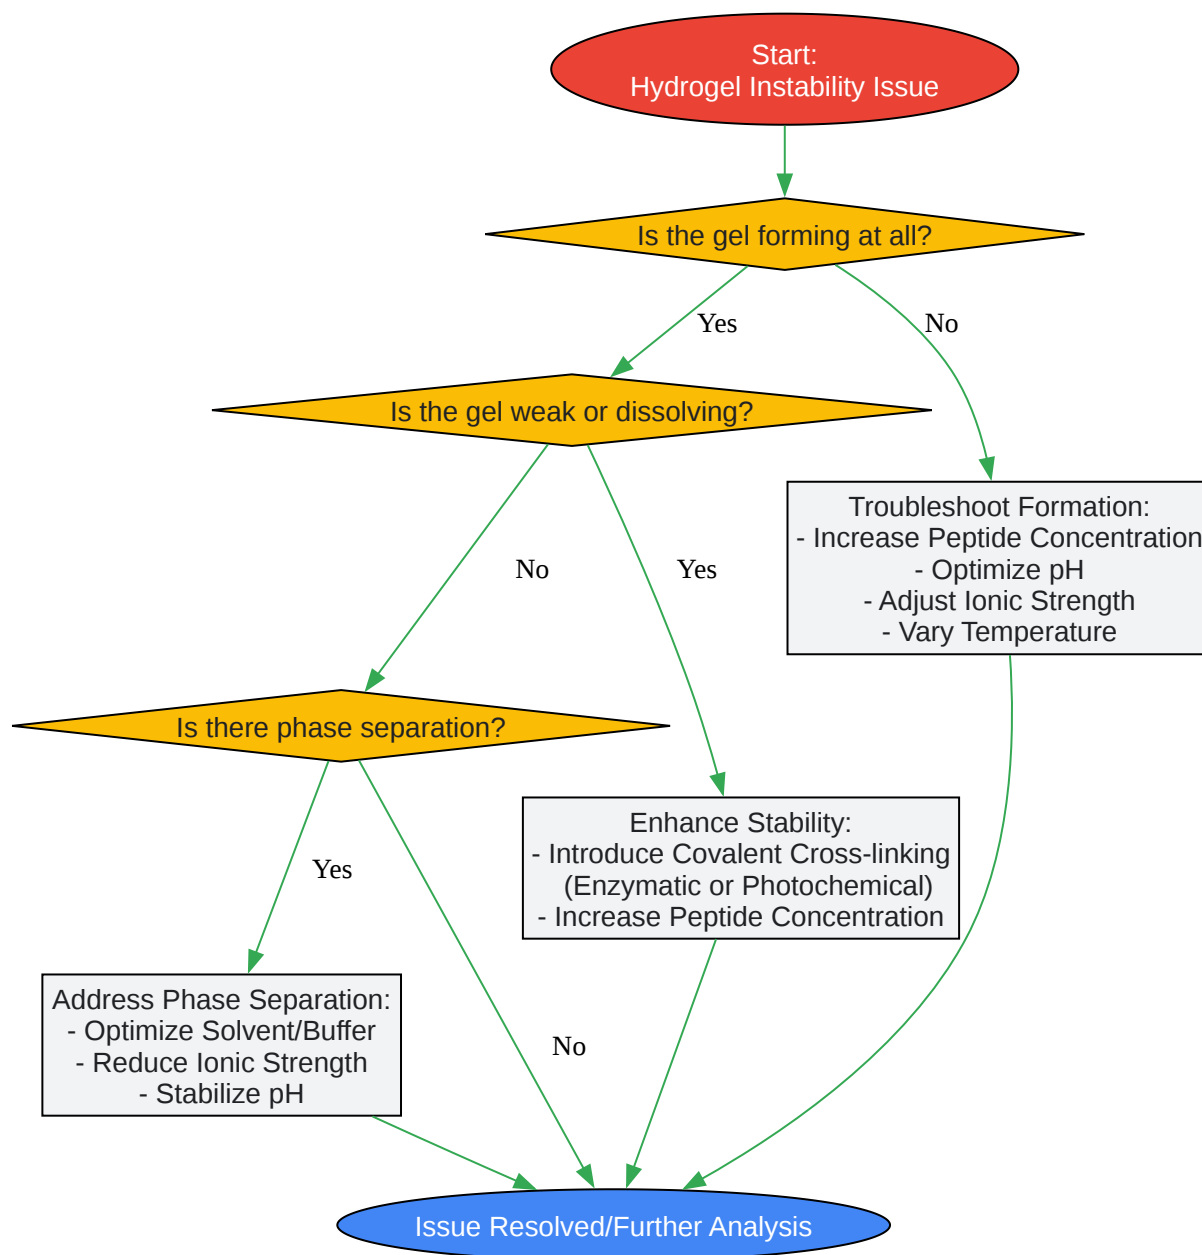 Start:
Hydrogel Instability Issue
Is the gel forming at all?
Yes
No
Is the gel weak or dissolving?
Troubleshoot Formation:
- Increase Peptide Concentration
- Optimize pH
- Adjust Ionic Strength
- Vary Temperature
No
Yes
Is there phase separation?
Enhance Stability:
- Introduce Covalent Cross-linking
(Enzymatic or Photochemical)
- Increase Peptide Concentration
Yes
Address Phase Separation:
- Optimize Solvent/Buffer
- Reduce Ionic Strength
- Stabilize pH
No
Issue Resolved/Further Analysis